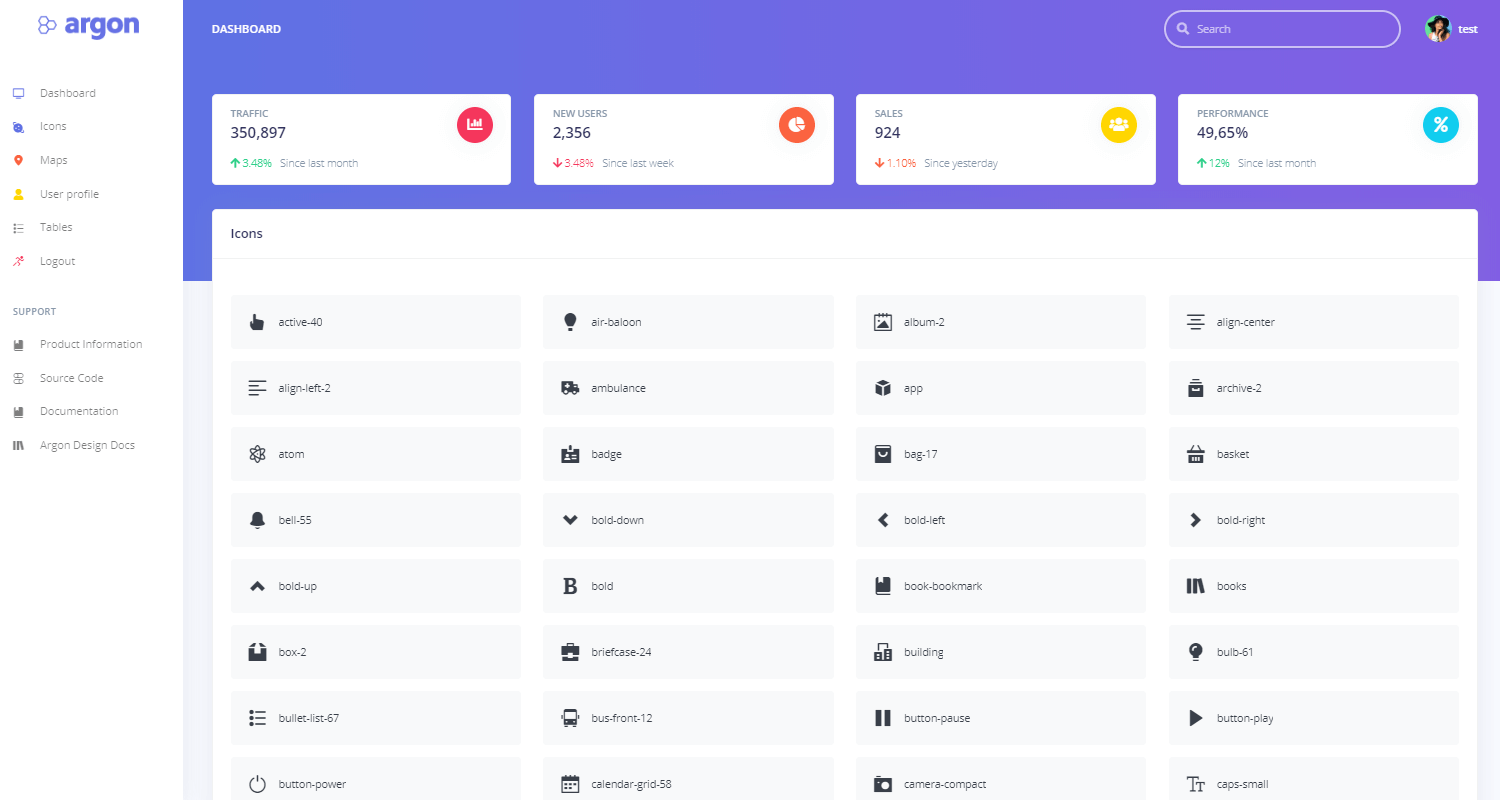 argon
DASHBOARD
Search
test
Dashboard
Icons
Maps
User profile
Tables
Logout
SUPPORT
Product Information
Source Code
Documentation
Argon Design Docs
TRAFFIC
350,897
3.48% Since last month
NEW USERS
2,356
3.48% Since last week
SALES
924
1.10% Since yesterday
PERFORMANCE
49,65%
12% Since last month
Icons
active-40
air-baloon
album-2
align-center
align-left-2
ambulance
app
archive-2
atom
badge
bag-17
basket
bell-55
bold-down
bold-left
bold-right
bold-up
bold
book-bookmark
books
box-2
briefcase-24
building
bulb-61
bullet-list-67
bus-front-12
button-pause
button-play
button-power
calendar-grid-58
camera-compact
caps-small